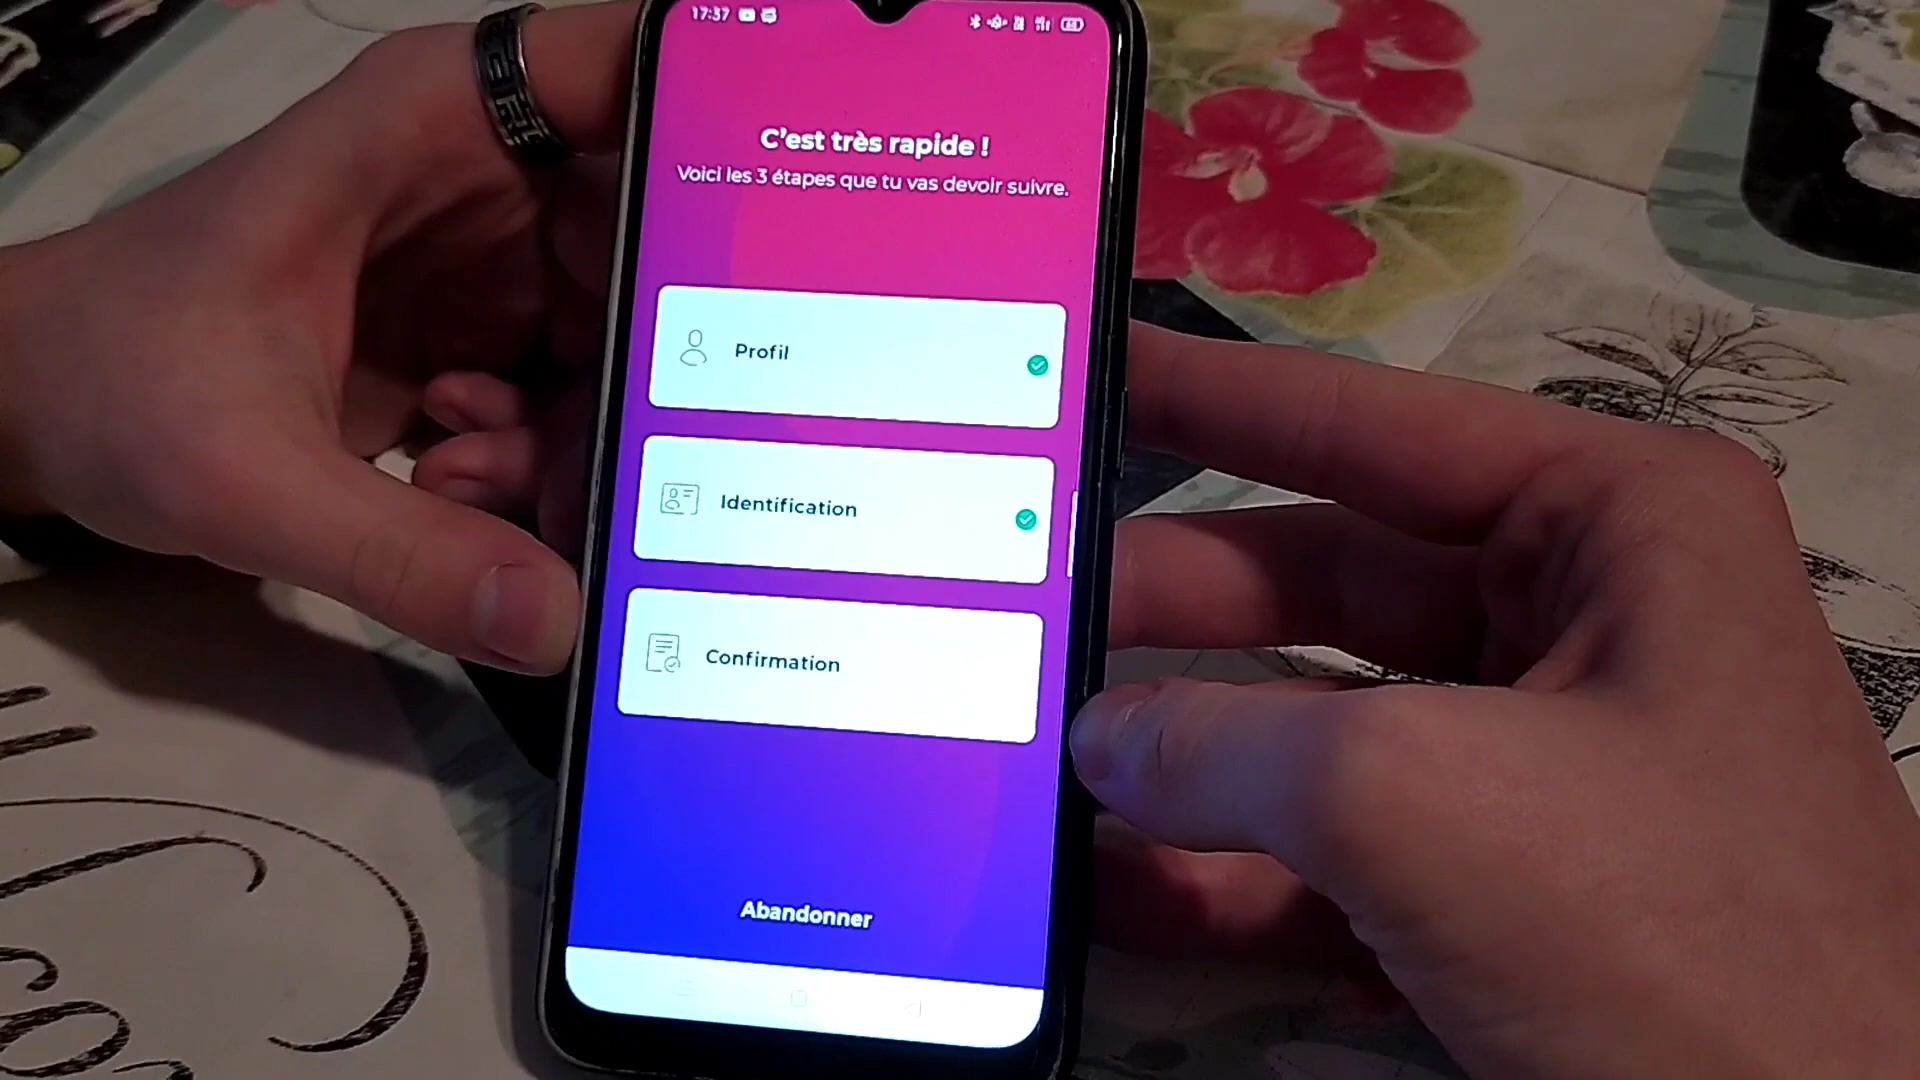 17:37
C'est très rapide !
Voici les 3 étapes que tu vas devoir suivre.
Profil
Identification
Confirmation
Abandonner